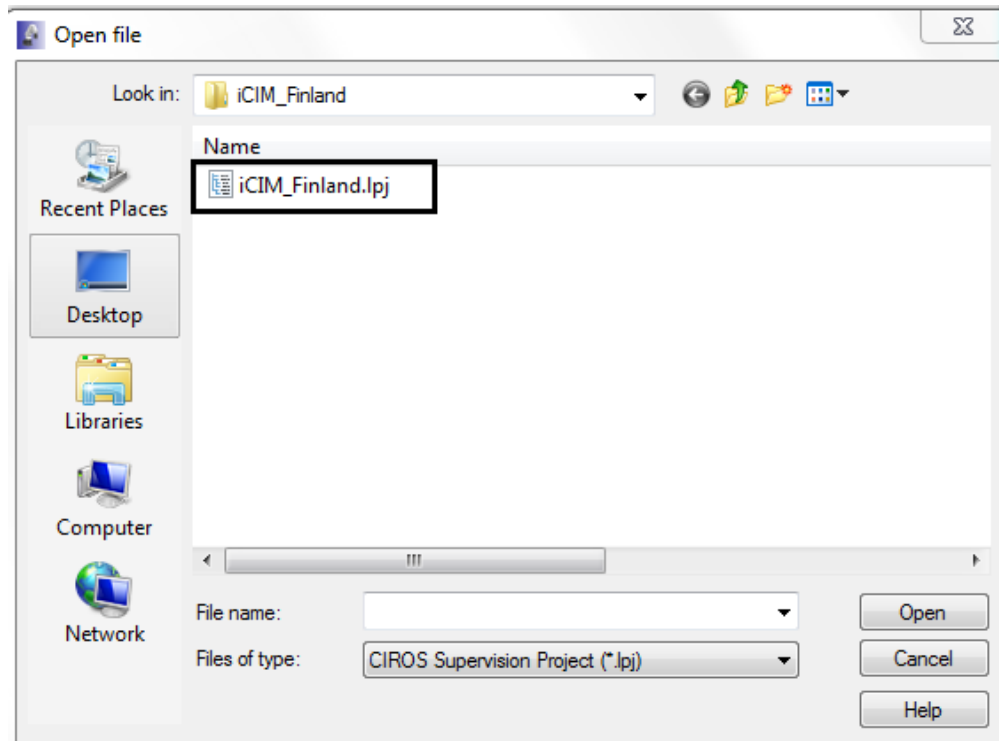 Open file
Look in:
iCIM_Finland
Name
iCIM_Finland.lpj
Recent Places
Desktop
Libraries
Computer
Network
File name:
Open
Files of type:
CIROS Supervision Project (*.lpj)
Cancel
Help